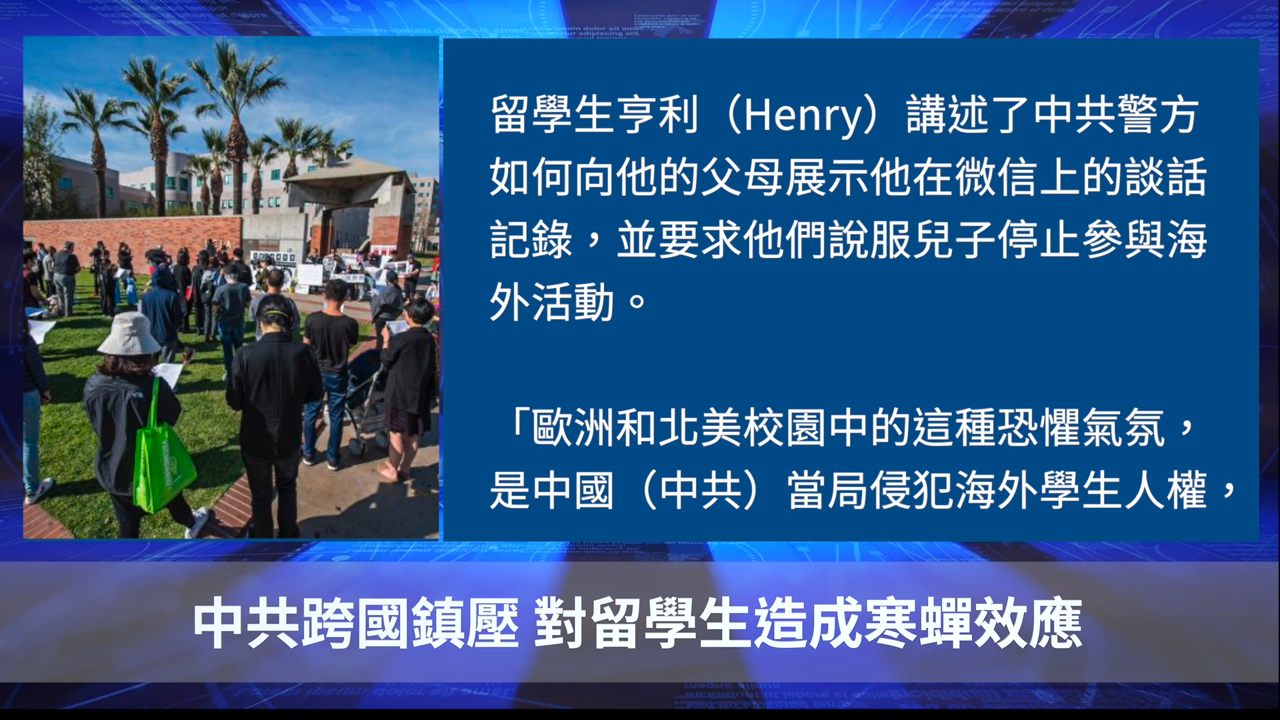 留學生亨利（Henry）講述了中共警方
如何向他的父母展示他在微信上的談話
記錄，並要求他們說服兒子停止參與海
外活動。
「歐洲和北美校園中的這種恐懼氣氛，
是中國（中共）當局侵犯海外學生人權，
中共跨國鎮壓 對留學生造成寒蟬效應